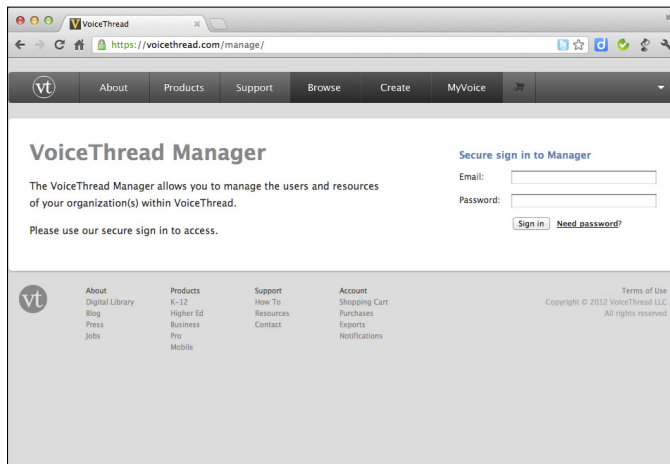 VoiceThread
https://voicethread.com/manage/
vt About Products Support Browse Create MyVoice
VoiceThread Manager
The VoiceThread Manager allows you to manage the users and resources
of your organization(s) within VoiceThread.
Please use our secure sign in to access.
Secure sign in to Manager
Email:
Password:
Sign in Need password?
vt
About
Digital Library
Blog
Press
Jobs
Products
K-12
Higher Ed
Business
Pro
Mobile
Support
How To
Resources
Contact
Account
Shopping Cart
Purchases
Exports
Notifications
Terms of Use
Copyright © 2012 VoiceThread LLC
All rights reserved